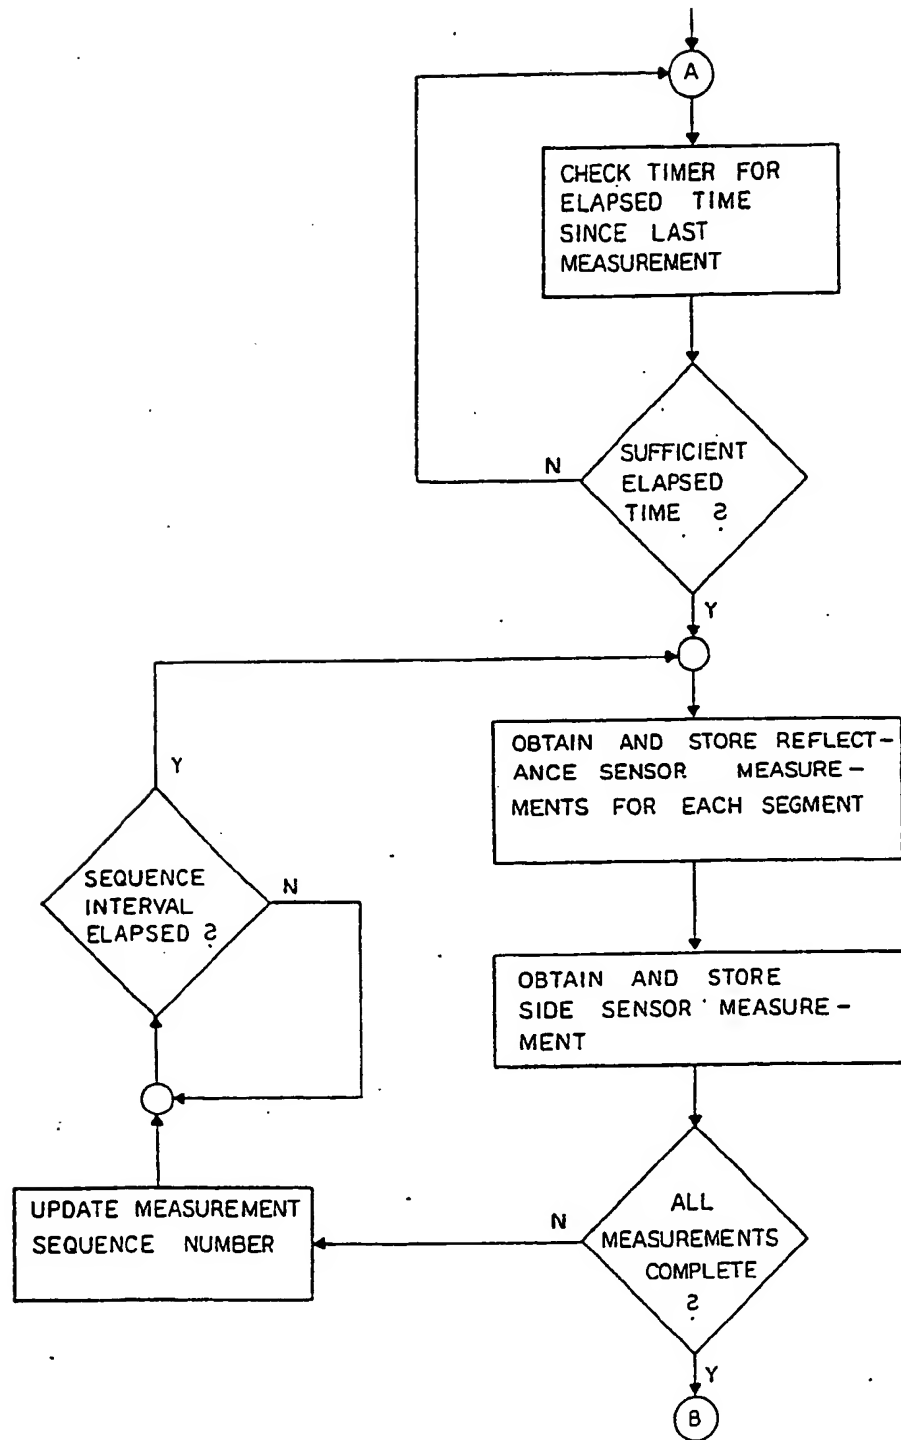 A
CHECK TIMER FOR
ELAPSED TIME
SINCE LAST
MEASUREMENT
SUFFICIENT
ELAPSED
TIME ?
N
Y
OBTAIN AND STORE REFLECT-
ANCE SENSOR MEASURE-
MENTS FOR EACH SEGMENT
Y
SEQUENCE
INTERVAL
ELAPSED ?
N
OBTAIN AND STORE
SIDE SENSOR MEASURE-
MENT
UPDATE MEASUREMENT
SEQUENCE NUMBER
N
ALL
MEASUREMENTS
COMPLETE
?
Y
B